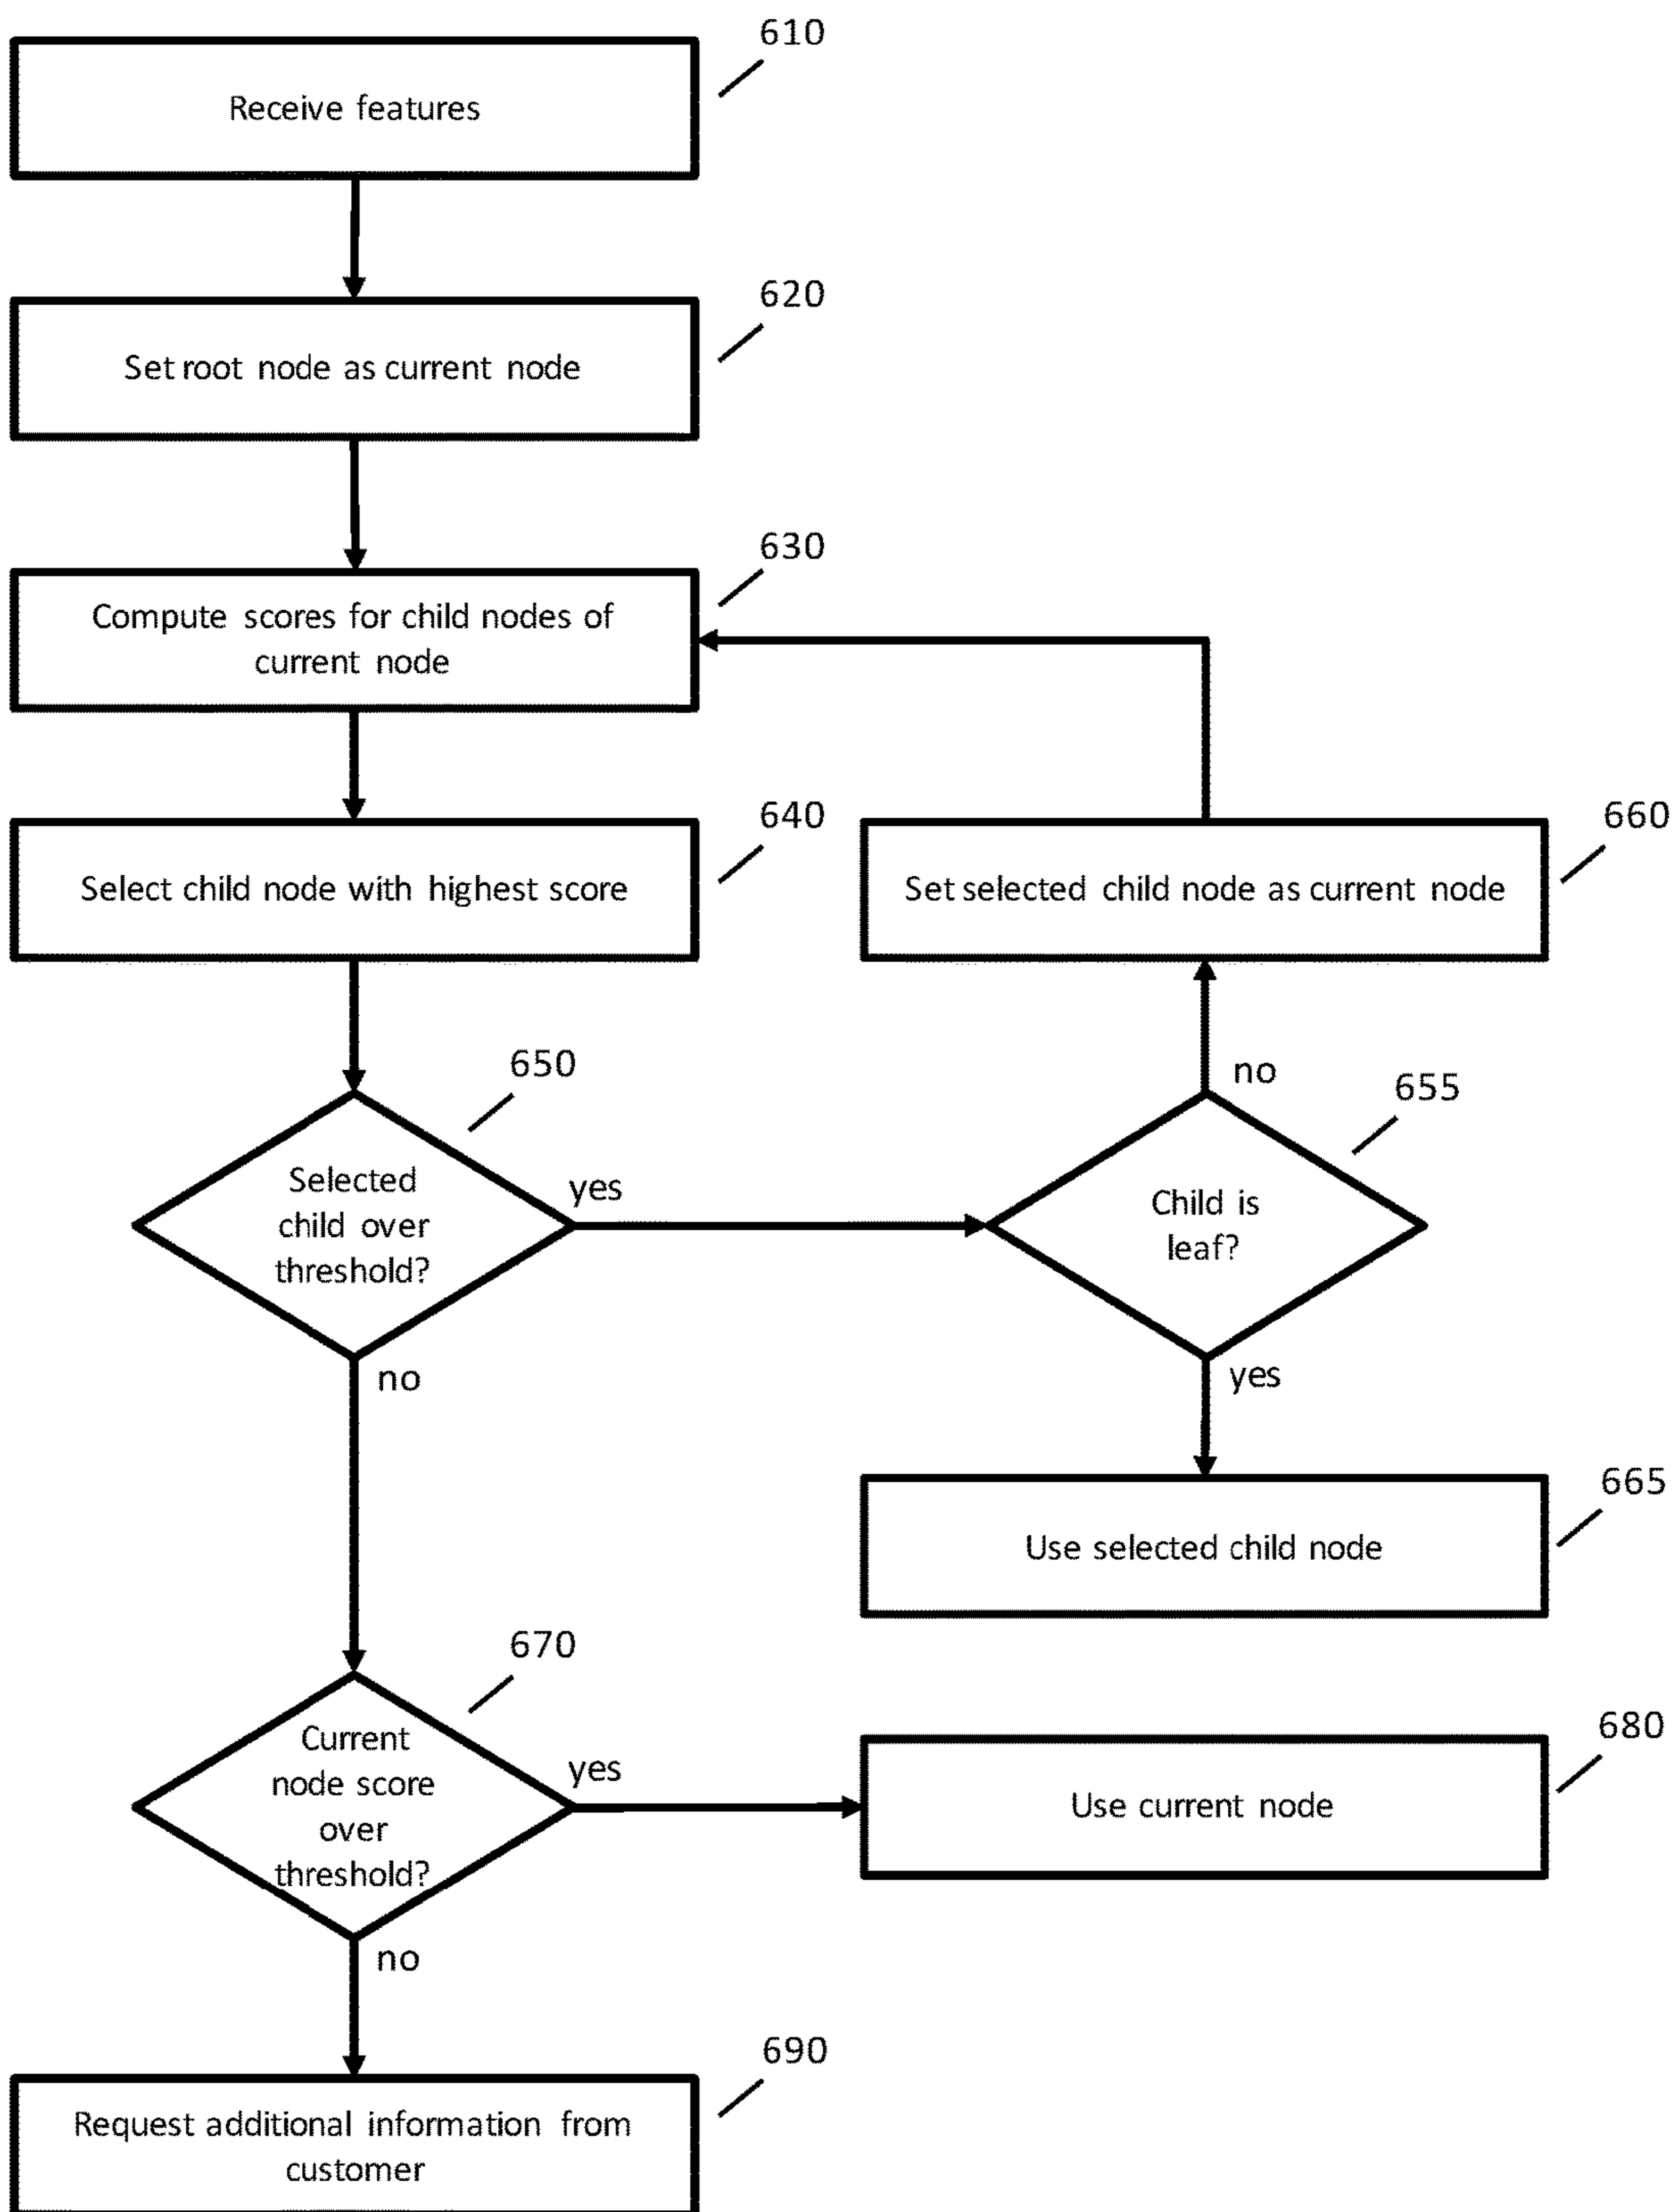 610
Receive features
620
Set root node as current node
630
Compute scores for child nodes of
current node
640
Select child node with highest score
660
Set selected child node as current node
650
Selected
child over
threshold?
yes
no
655
Child is
leaf?
no
yes
665
Use selected child node
670
Current
node score
over
threshold?
yes
no
680
Use current node
690
Request additional information from
customer